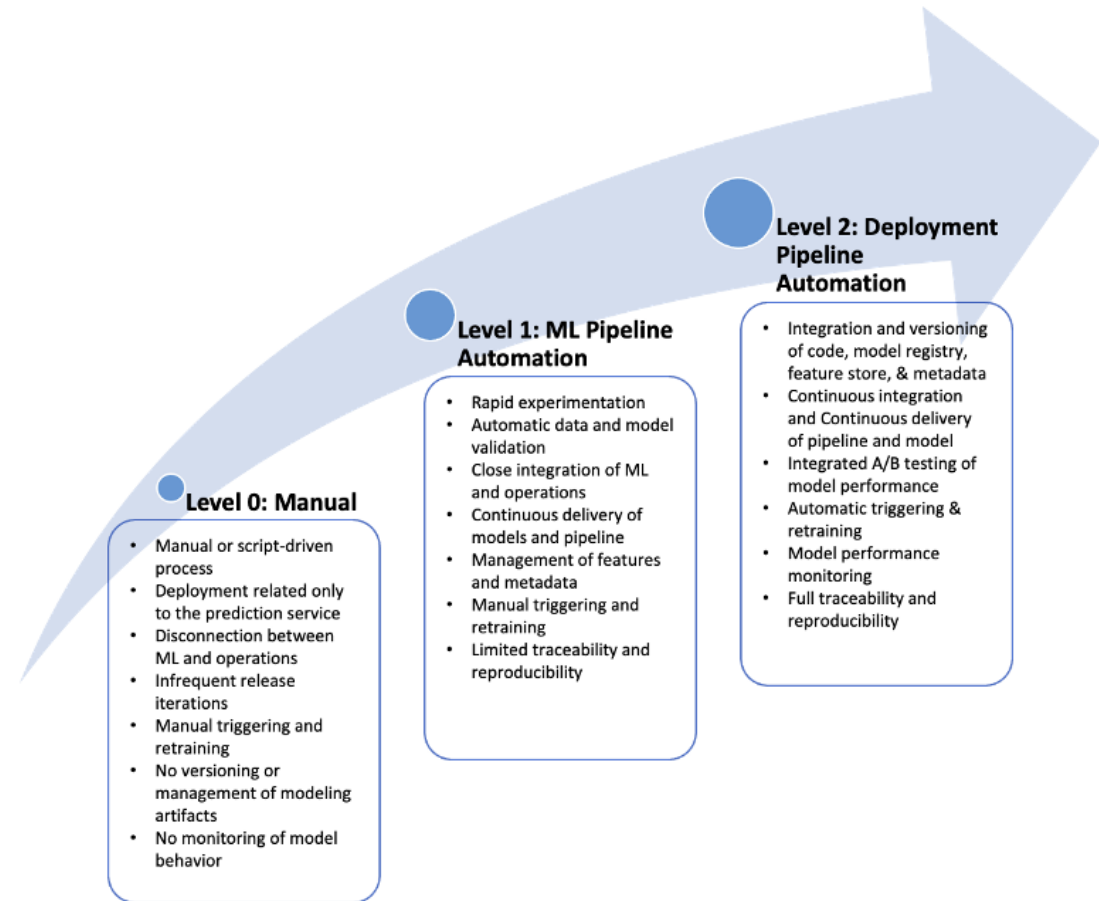 Level 0: Manual
• Manual or script-driven
process
• Deployment related only
to the prediction service
• Disconnection between
ML and operations
• Infrequent release
iterations
• Manual triggering and
retraining
• No versioning or
management of modeling
artifacts
• No monitoring of model
behavior
Level 1: ML Pipeline
Automation
• Rapid experimentation
• Automatic data and model
validation
• Close integration of ML
and operations
• Continuous delivery of
models and pipeline
• Management of features
and metadata
• Manual triggering and
retraining
• Limited traceability and
reproducibility
Level 2: Deployment
Pipeline
Automation
• Integration and versioning
of code, model registry,
feature store, & metadata
• Continuous integration
and Continuous delivery
of pipeline and model
• Integrated A/B testing of
model performance
• Automatic triggering &
retraining
• Model performance
monitoring
• Full traceability and
reproducibility